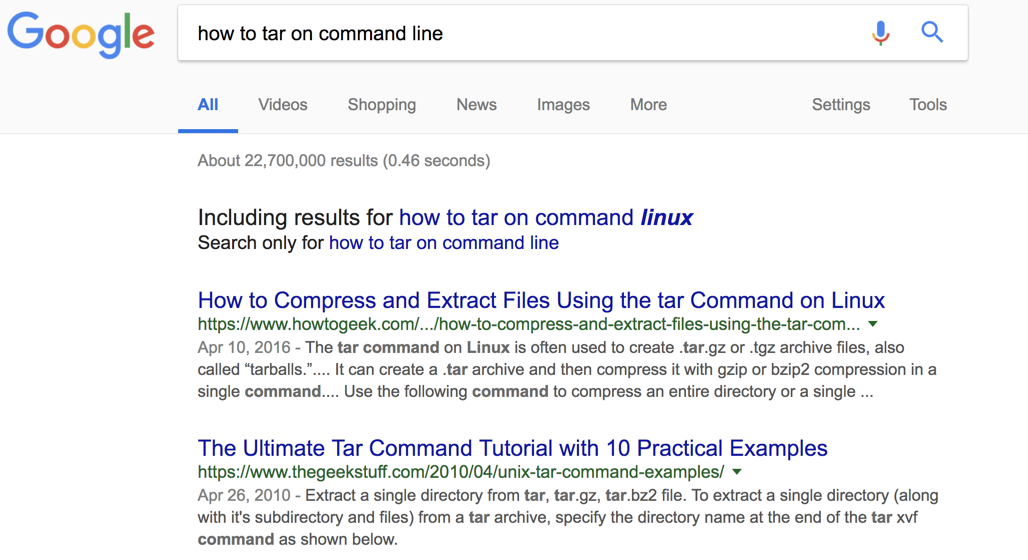 Google
how to tar on command line
All Videos Shopping News Images More Settings Tools
About 22,700,000 results (0.46 seconds)
Including results for how to tar on command linux
Search only for how to tar on command line
How to Compress and Extract Files Using the tar Command on Linux
https://www.howtogeek.com/.../how-to-compress-and-extract-files-using-the-tar-com...
Apr 10, 2016 - The tar command on Linux is often used to create .tar.gz or .tgz archive files, also
called “tarballs.”.... It can create a .tar archive and then compress it with gzip or bzip2 compression in a
single command.... Use the following command to compress an entire directory or a single ...
The Ultimate Tar Command Tutorial with 10 Practical Examples
https://www.thegeekstuff.com/2010/04/unix-tar-command-examples/
Apr 26, 2010 - Extract a single directory from tar, tar.gz, tar.bz2 file. To extract a single directory (along
with it's subdirectory and files) from a tar archive, specify the directory name at the end of the tar xvf
command as shown below.